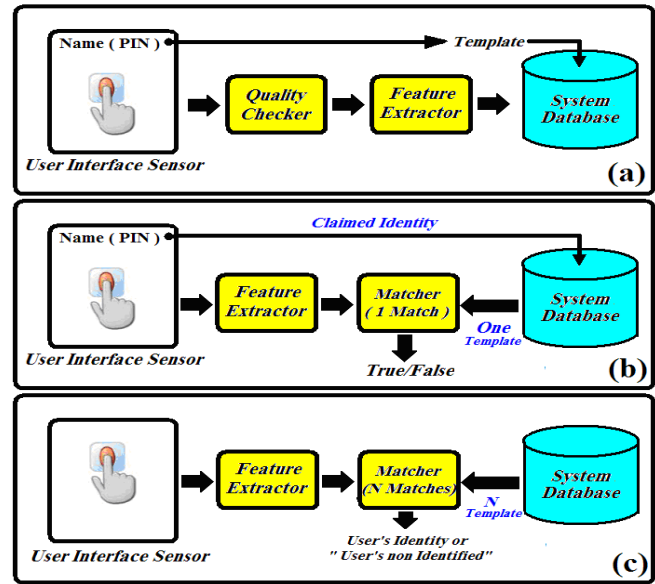 Name ( PIN )
Template
Quality
Checker
Feature
Extractor
System
Database
User Interface Sensor
(a)
Name ( PIN )
Claimed Identity
Feature
Extractor
Matcher
( 1 Match )
One
Template
System
Database
User Interface Sensor
True/False
(b)
Feature
Extractor
Matcher
(N Matches)
N
Template
System
Database
User Interface Sensor
User's Identity or
" User's non Identified"
(c)